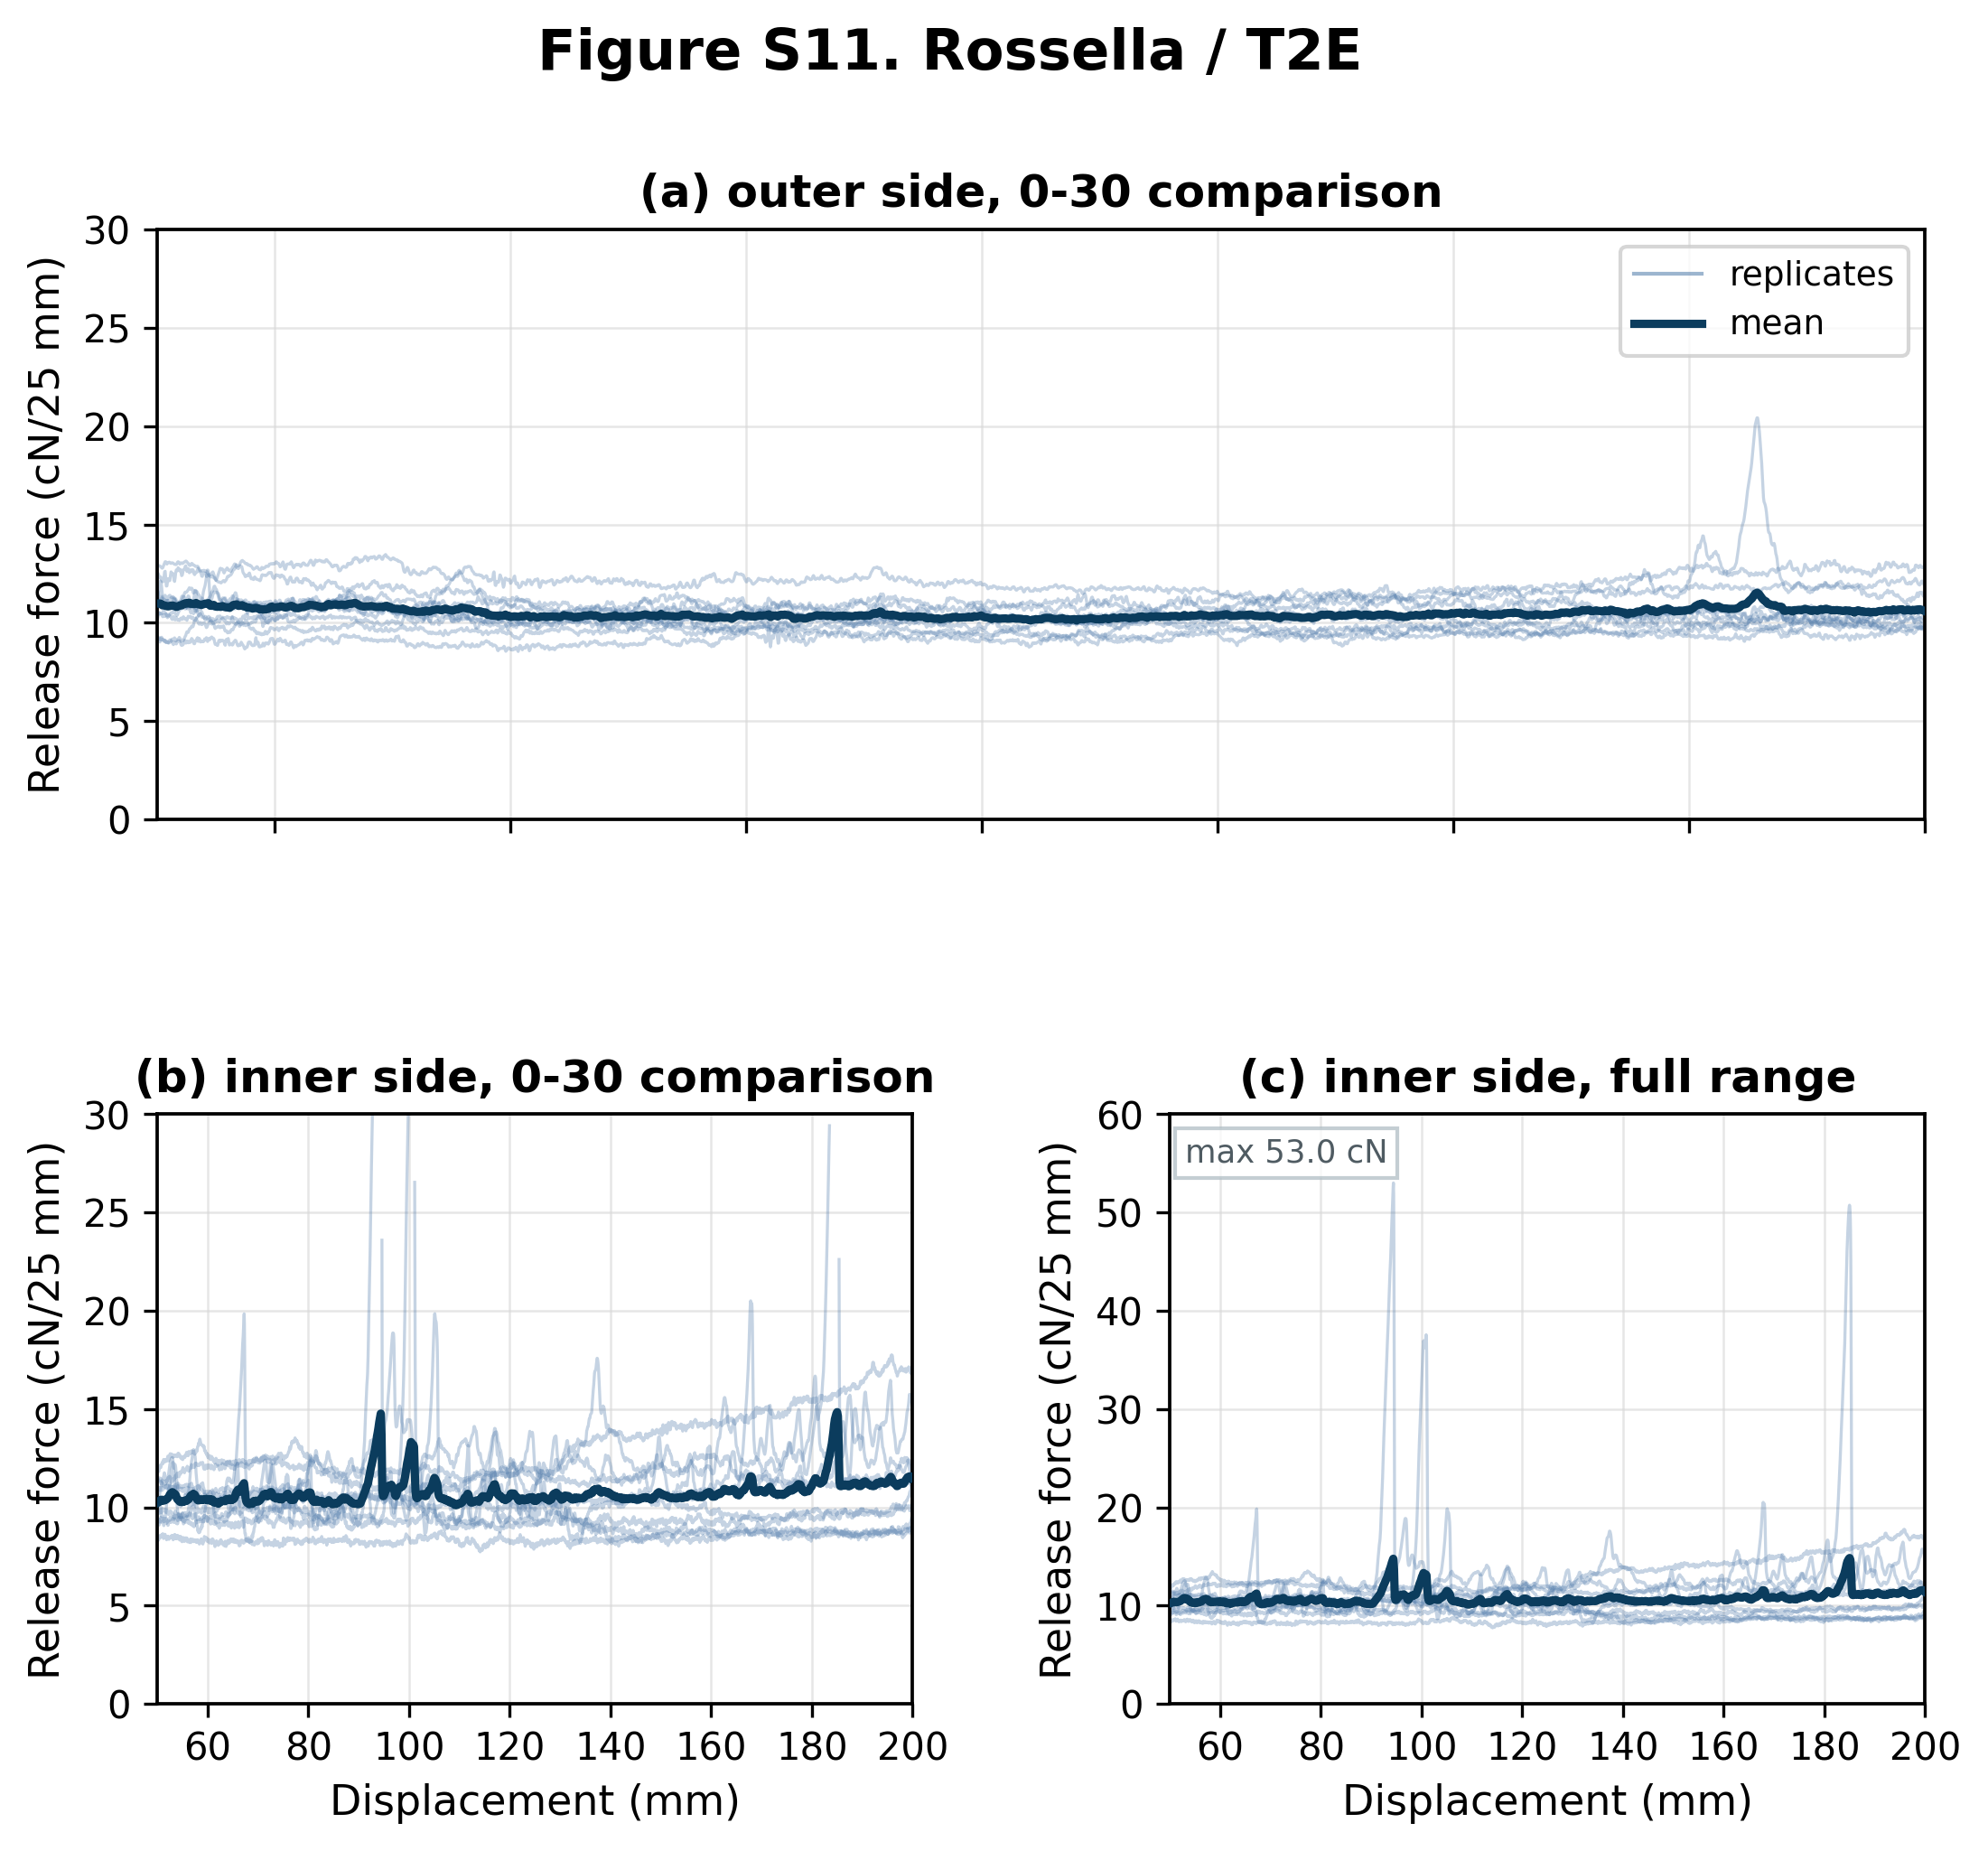 Figure S11. Rossella / T2E
(a) outer side, 0-30 comparison
Release force (cN/25 mm)
30
25
20
15
10
5
0
replicates
mean
(b) inner side, 0-30 comparison
Release force (cN/25 mm)
30
25
20
15
10
5
0
60 80 100 120 140 160 180 200
Displacement (mm)
(c) inner side, full range
Release force (cN/25 mm)
60
50
40
30
20
10
0
max 53.0 cN
60 80 100 120 140 160 180 200
Displacement (mm)